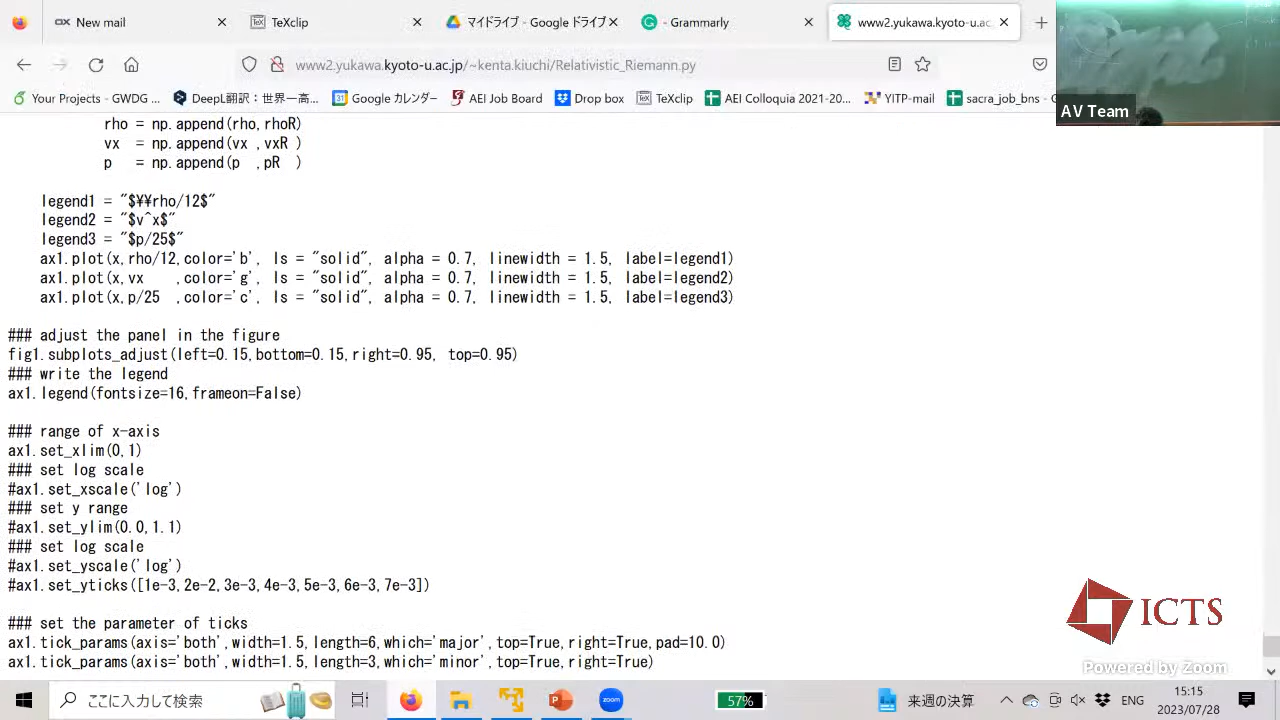 New mail
TeXclip
マイドライブ - Google ドライブ
- Grammarly
www2.yukawa.kyoto-u.ac.
www2.yukawa.kyoto-u.ac.jp/~kenta.kiuchi/Relativistic_Riemann.py
Your Projects - GWDG ...
DeepL翻訳：世界一高...
Google カレンダー
AEI Job Board
Drop box
TeXclip
AEI Colloquia 2021-20...
YITP-mail
sacra_job_bns - G
AV Team
rho = np.append(rho,rhoR)
vx  = np.append(vx ,vxR )
p   = np.append(p  ,pR  )
legend1 = "$¥¥rho/12$"
legend2 = "$v^x$"
legend3 = "$p/25$"
ax1.plot(x,rho/12,color='b', ls = "solid", alpha = 0.7, linewidth = 1.5, label=legend1)
ax1.plot(x,vx    ,color='g', ls = "solid", alpha = 0.7, linewidth = 1.5, label=legend2)
ax1.plot(x,p/25  ,color='c', ls = "solid", alpha = 0.7, linewidth = 1.5, label=legend3)
### adjust the panel in the figure
fig1.subplots_adjust(left=0.15,bottom=0.15,right=0.95, top=0.95)
### write the legend
ax1.legend(fontsize=16,frameon=False)
### range of x-axis
ax1.set_xlim(0,1)
### set log scale
#ax1.set_xscale('log')
### set y range
#ax1.set_ylim(0.0,1.1)
### set log scale
#ax1.set_yscale('log')
#ax1.set_yticks([1e-3,2e-2,3e-3,4e-3,5e-3,6e-3,7e-3])
### set the parameter of ticks
ax1.tick_params(axis='both',width=1.5,length=6,which='major',top=True,right=True,pad=10.0)
ax1.tick_params(axis='both',width=1.5,length=3,which='minor',top=True,right=True)
ICTS
Powered by Zoom
ここに入力して検索
zoom
57%
来週の決算
ENG
15:15
2023/07/28